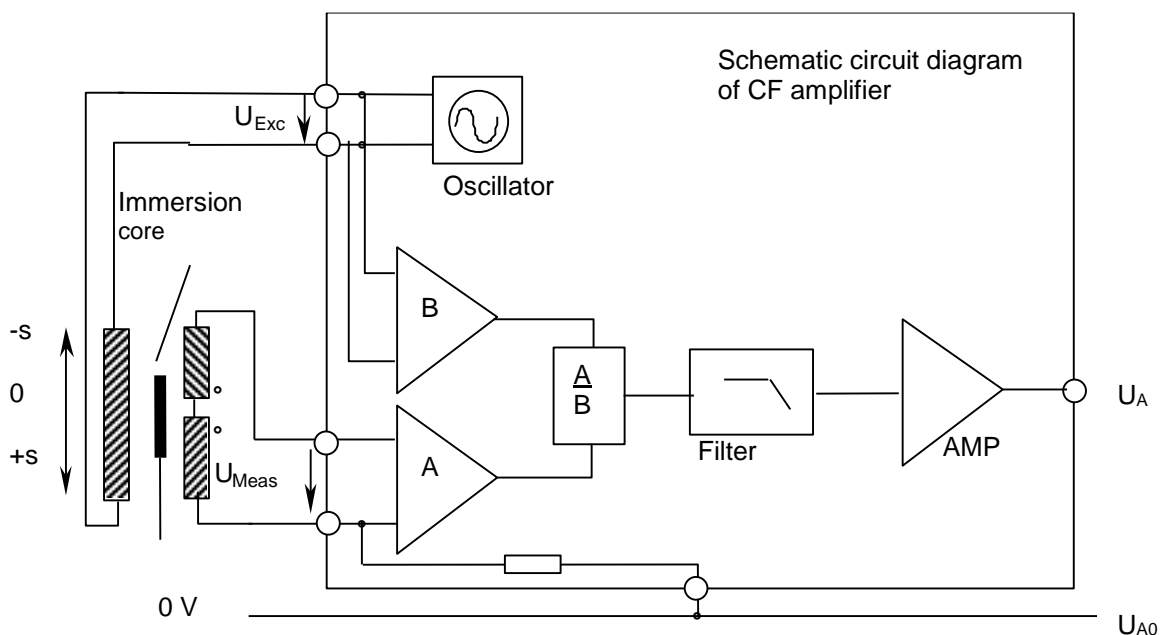 Schematic circuit diagram
of CF amplifier
UExc
Oscillator
Immersion
core
B
-s
0
+s
A
B
A
UMeas
Filter
AMP
UA
0 V
UA0